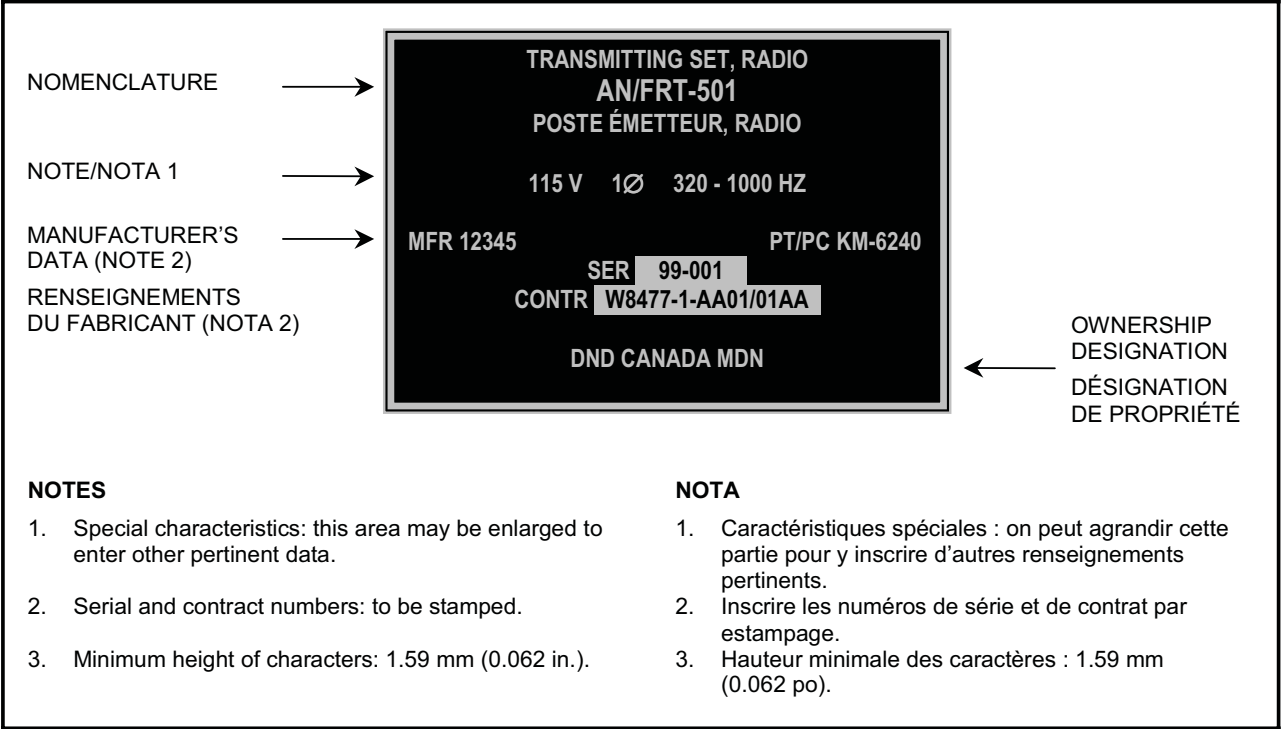 NOMENCLATURE
NOTE/NOTA 1
MANUFACTURER'S
DATA (NOTE 2)
RENSEIGNEMENTS
DU FABRICANT (NOTA 2)
TRANSMITTING SET, RADIO
AN/FRT-501
POSTE ÉMETTEUR, RADIO
115 V 1Ø 320 - 1000 HZ
MFR 12345 PT/PC KM-6240
SER 99-001
CONTR W8477-1-AA01/01AA
DND CANADA MDN
OWNERSHIP
DESIGNATION
DÉSIGNATION
DE PROPRIÉTÉ
NOTES
1. Special characteristics: this area may be enlarged to
enter other pertinent data.
2. Serial and contract numbers: to be stamped.
3. Minimum height of characters: 1.59 mm (0.062 in.).
NOTA
1. Caractéristiques spéciales : on peut agrandir cette
partie pour y inscrire d'autres renseignements
pertinents.
2. Inscrire les numéros de série et de contrat par
estampage.
3. Hauteur minimale des caractères : 1.59 mm
(0.062 po).